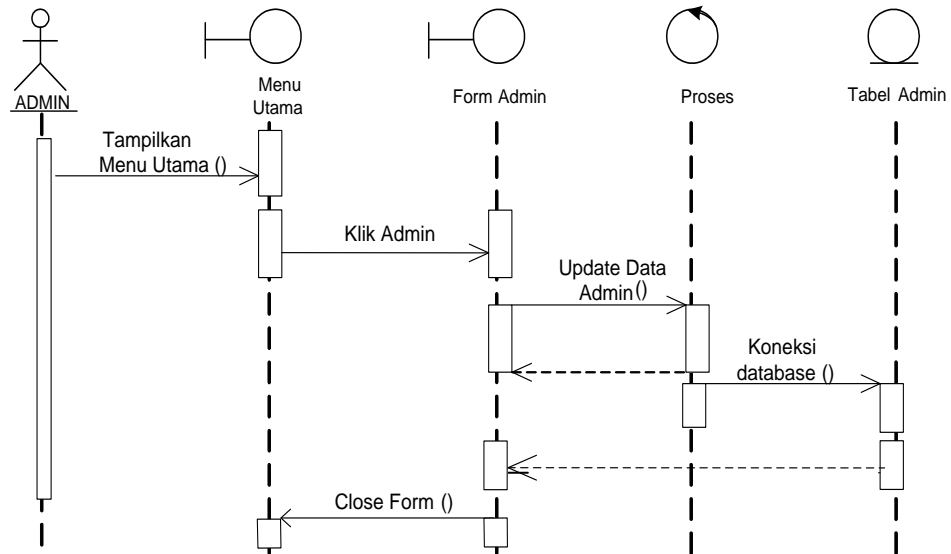 ADMIN
Menu
Utama
Form Admin
Proses
Tabel Admin
Tampilkan
Menu Utama ()
Klik Admin
Update Data
Admin()
Koneksi
database ()
Close Form ()